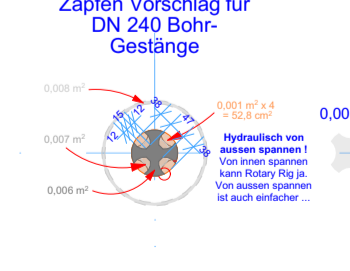 Zapfen Vorschlag für
DN 240 Bohr-
Gestänge
0,008 m²
38
15
12
47
12
0,001 m² x 4
= 52,8 cm²
0,00
0,007 m²
38
Hydraulisch von
aussen spannen !
Von innen spannen
kann Rotary Rig ja.
Von aussen spannen
ist auch einfacher ...
0,006 m²